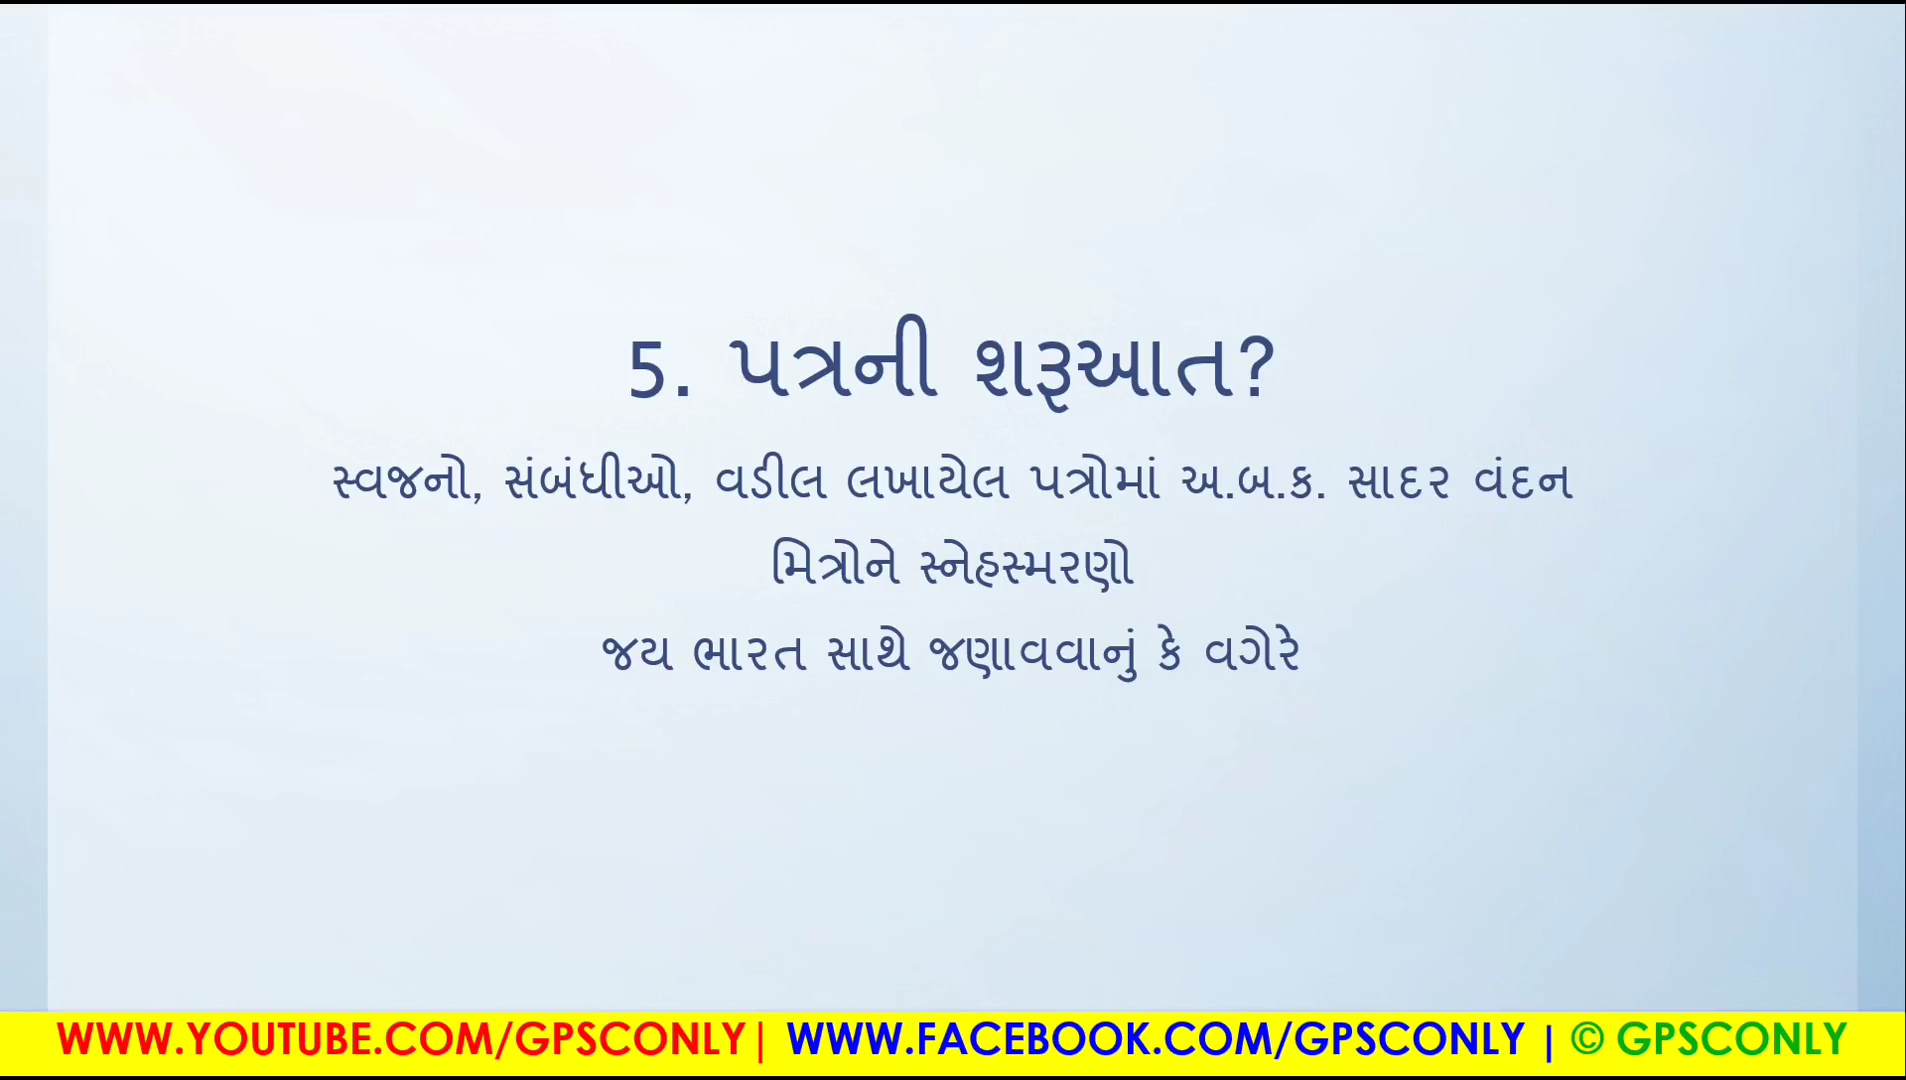 5. પત્રની શરૂઆત?
સ્વજનો, સંબંધીઓ, વડીલ લખાયેલ પત્રોમાં અ.બ.ક. સાદર વંદન
મિત્રોને સ્નેહસ્મરણો
જય ભારત સાથે જણાવવાનું કે વગેરે
WWW.YOUTUBE.COM/GPSCONLY| WWW.FACEBOOK.COM/GPSCONLY | © GPSCONLY